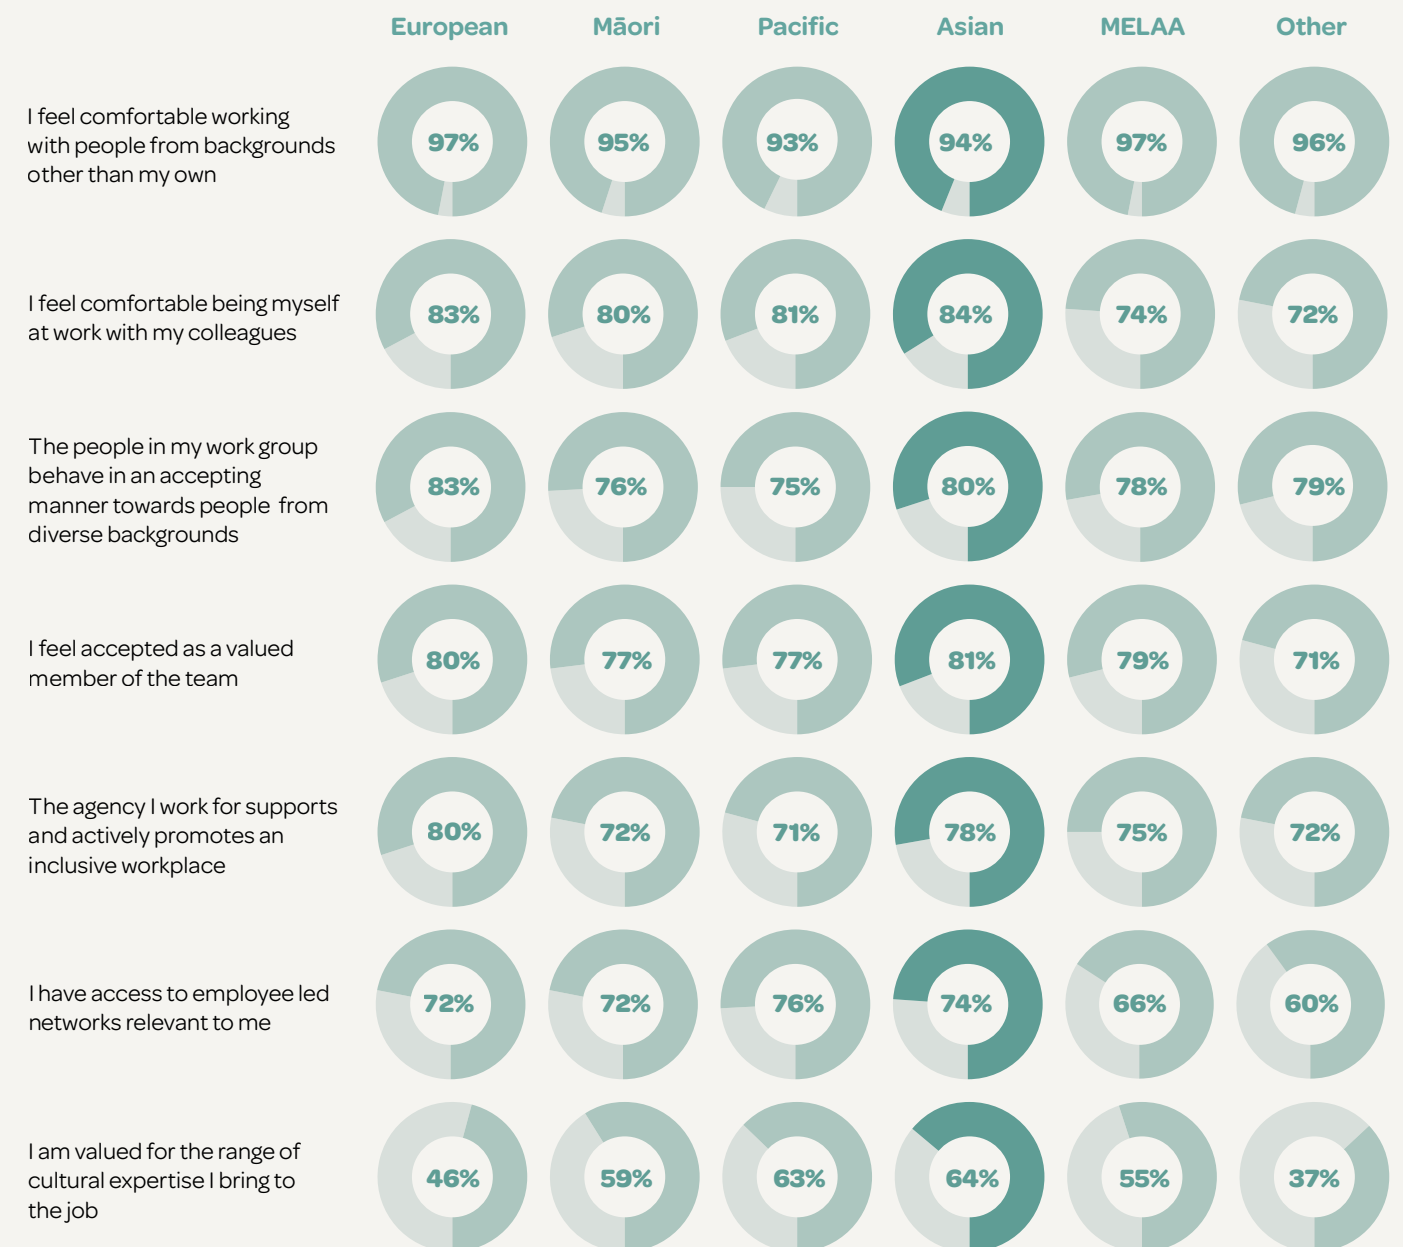 European Māori Pacific Asian MELAA Other
I feel comfortable working
with people from backgrounds
other than my own
97% 95% 93% 94% 97% 96%
I feel comfortable being myself
at work with my colleagues
83% 80% 81% 84% 74% 72%
The people in my work group
behave in an accepting
manner towards people from
diverse backgrounds
83% 76% 75% 80% 78% 79%
I feel accepted as a valued
member of the team
80% 77% 77% 81% 79% 71%
The agency I work for supports
and actively promotes an
inclusive workplace
80% 72% 71% 78% 75% 72%
I have access to employee led
networks relevant to me
72% 72% 76% 74% 66% 60%
I am valued for the range of
cultural expertise I bring to
the job
46% 59% 63% 64% 55% 37%